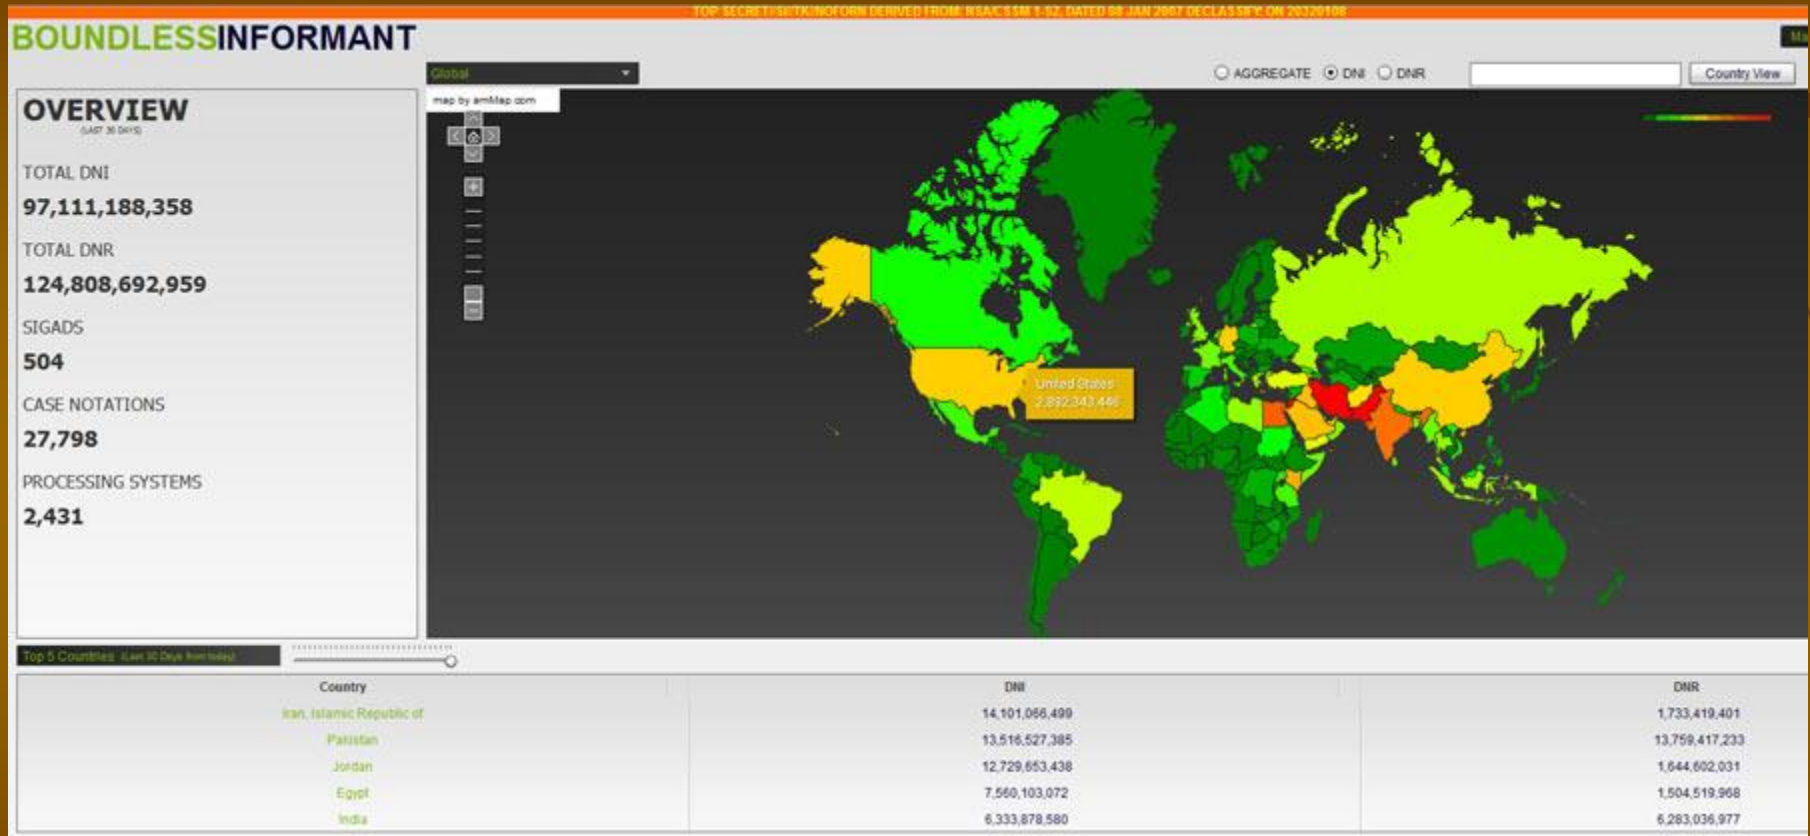 TOP SECRET//SI//TK//NOFORN DERIVED FROM: NSA/CSSM 1-52, DATED 08 JAN 2007 DECLASSIFY ON 20320108
BOUNDLESSINFORMANT
Ma
Global
AGGREGATE DNI DNR
Country View
map by amMap.com
OVERVIEW
(LAST 30 DAYS)
TOTAL DNI
97,111,188,358
TOTAL DNR
124,808,692,959
SIGADS
504
CASE NOTATIONS
27,798
PROCESSING SYSTEMS
2,431
United States
2,892,343,446
Top 5 Countries (Last 30 Days from today)
Country DNI DNR
Iran, Islamic Republic of 14,101,066,499 1,733,419,401
Pakistan 13,516,527,385 13,759,417,233
Jordan 12,729,653,438 1,644,602,031
Egypt 7,560,103,072 1,504,519,968
India 6,333,878,580 6,283,036,977